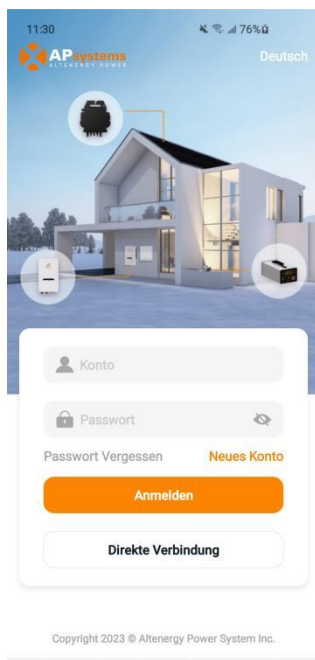 11:30
76%
APsystems
ALTENERGY POWER
Deutsch
Konto
Passwort
Passwort Vergessen
Neues Konto
Anmelden
Direkte Verbindung
Copyright 2023 © Altenergy Power System Inc.